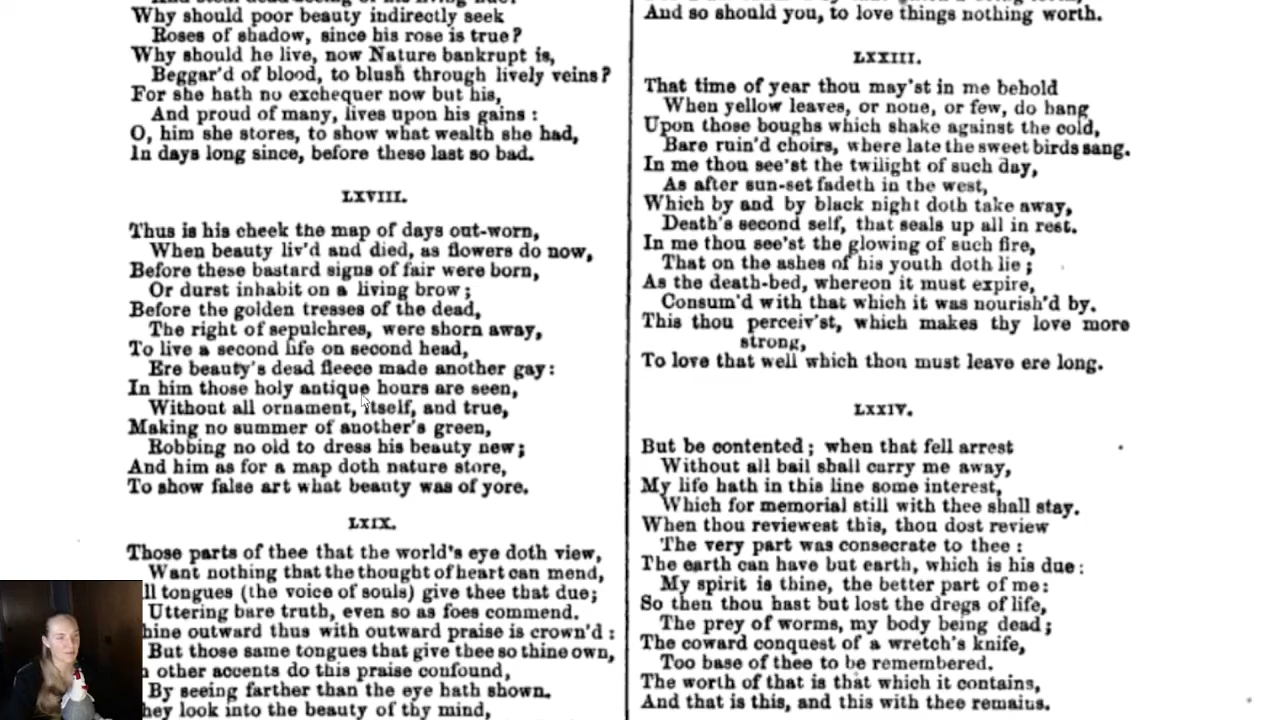 Why should poor beauty indirectly seek
Roses of shadow, since his rose is true?
Why should he live, now Nature bankrupt is,
Beggar'd of blood, to blush through lively veins?
For she hath no exchequer now but his,
And proud of many, lives upon his gains :
O, him she stores, to show what wealth she had,
In days long since, before these last so bad.
LXVIII.
Thus is his cheek the map of days out-worn,
When beauty liv'd and died, as flowers do now,
Before these bastard signs of fair were born,
Or durst inhabit on a living brow;
Before the golden tresses of the dead,
The right of sepulchres, were shorn away,
To live a second life on second head,
Ere beauty's dead fleece made another gay:
In him those holy antique hours are seen,
Without all ornament, itself, and true,
Making no summer of another's green,
Robbing no old to dress his beauty new;
And him as for a map doth nature store,
To show false art what beauty was of yore.
LXIX.
Those parts of thee that the world's eye doth view,
Want nothing that the thought of heart can mend,
ll tongues (the voice of souls) give thee that due;
Uttering bare truth, even so as foes commend.
hine outward thus with outward praise is crown'd :
But those same tongues that give thee so thine own,
other accents do this praise confound,
By seeing farther than the eye hath shown.
hey look into the beauty of thy mind,
And so should you, to love things nothing worth.
LXXIII.
That time of year thou may'st in me behold
When yellow leaves, or none, or few, do hang
Upon those boughs which shake against the cold,
Bare ruin'd choirs, where late the sweet birds sang.
In me thou see'st the twilight of such day,
As after sun-set fadeth in the west,
Which by and by black night doth take away,
Death's second self, that seals up all in rest.
In me thou see'st the glowing of such fire,
That on the ashes of his youth doth lie ;
As the death-bed, whereon it must expire,
Consum'd with that which it was nourish'd by.
This thou perceiv'st, which makes thy love more
strong,
To love that well which thou must leave ere long.
LXXIV.
But be contented ; when that fell arrest
Without all bail shall carry me away,
My life hath in this line some interest,
Which for memorial still with thee shall stay.
When thou reviewest this, thou dost review
The very part was consecrate to thee :
The earth can have but earth, which is his due :
My spirit is thine, the better part of me:
So then thou hast but lost the dregs of life,
The prey of worms, my body being dead ;
The coward conquest of a wretch's knife,
Too base of thee to be remembered.
The worth of that is that which it contains,
And that is this, and this with thee remains.